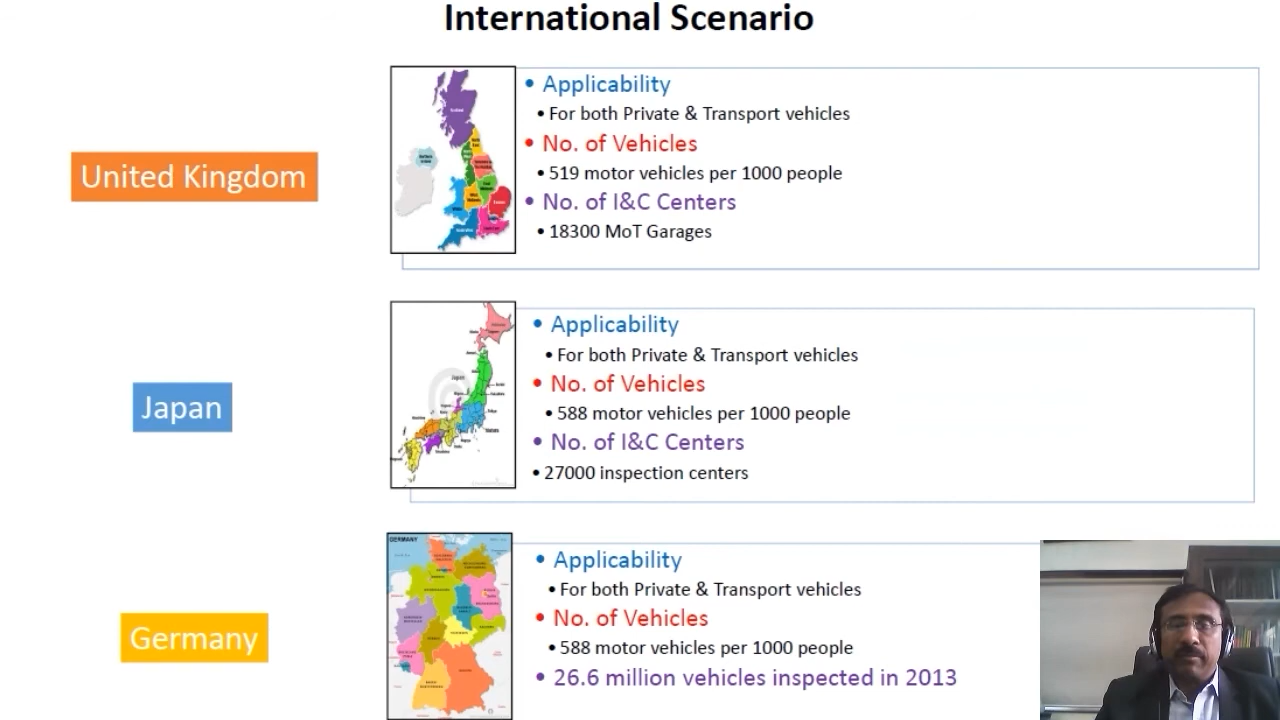 International Scenario
United Kingdom
• Applicability
• For both Private & Transport vehicles
• No. of Vehicles
• 519 motor vehicles per 1000 people
• No. of I&C Centers
• 18300 MoT Garages
Japan
• Applicability
• For both Private & Transport vehicles
• No. of Vehicles
• 588 motor vehicles per 1000 people
• No. of I&C Centers
• 27000 inspection centers
Germany
GERMANY
• Applicability
• For both Private & Transport vehicles
• No. of Vehicles
• 588 motor vehicles per 1000 people
• 26.6 million vehicles inspected in 2013